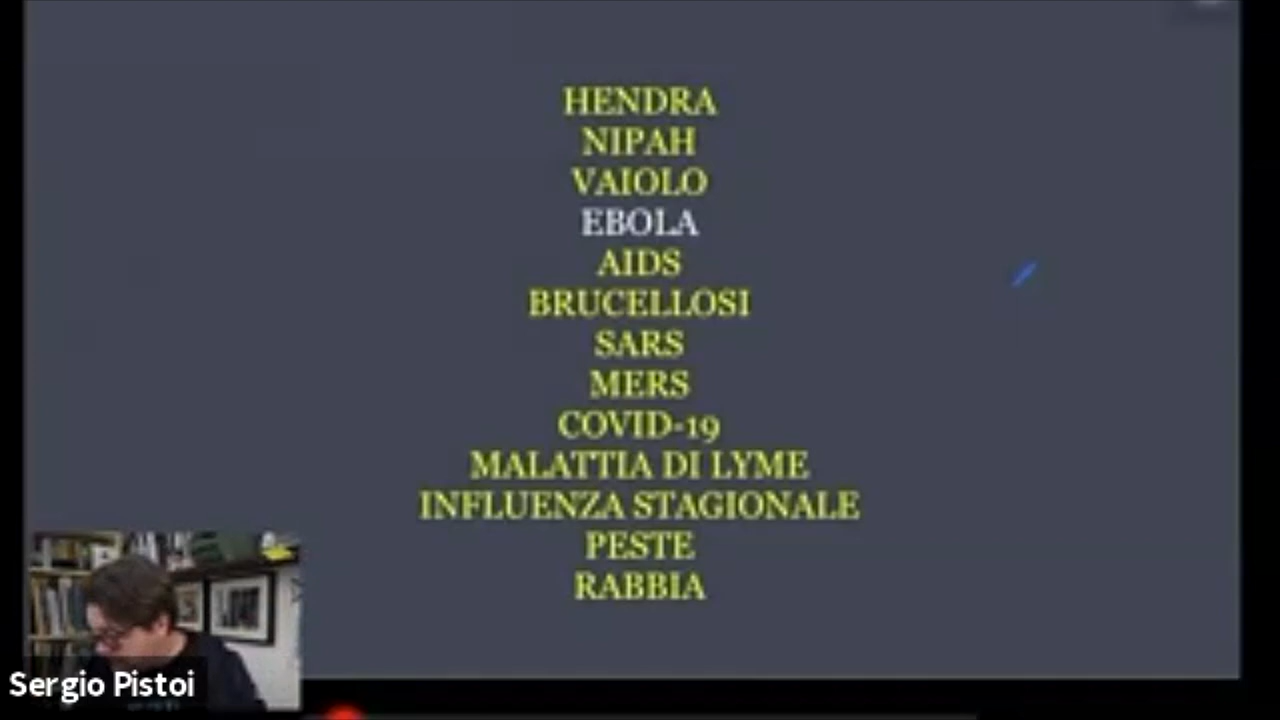 HENDRA
NIPAH
VAIOLO
EBOLA
AIDS
BRUCELLOSI
SARS
MERS
COVID-19
MALATTIA DI LYME
INFLUENZA STAGIONALE
PESTE
RABBIA
Sergio Pistoi